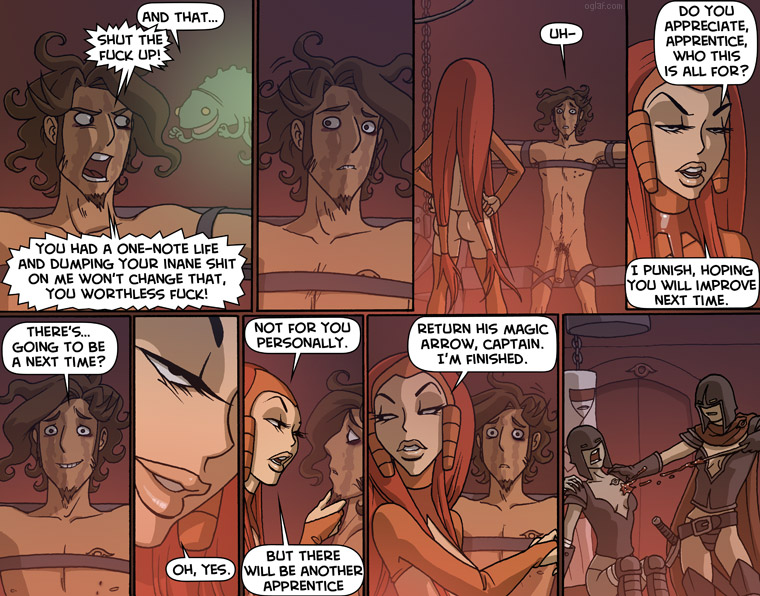 oglaf.com
AND THAT...
SHUT THE
FUCK UP!
YOU HAD A ONE-NOTE LIFE
AND DUMPING YOUR INANE SHIT
ON ME WON'T CHANGE THAT,
YOU WORTHLESS FUCK!
UH-
DO YOU
APPRECIATE,
APPRENTICE,
WHO THIS
IS ALL FOR?
I PUNISH, HOPING
YOU WILL IMPROVE
NEXT TIME.
THERE'S...
GOING TO BE
A NEXT TIME?
OH, YES.
NOT FOR YOU
PERSONALLY.
BUT THERE
WILL BE ANOTHER
APPRENTICE
RETURN HIS MAGIC
ARROW, CAPTAIN.
I'M FINISHED.